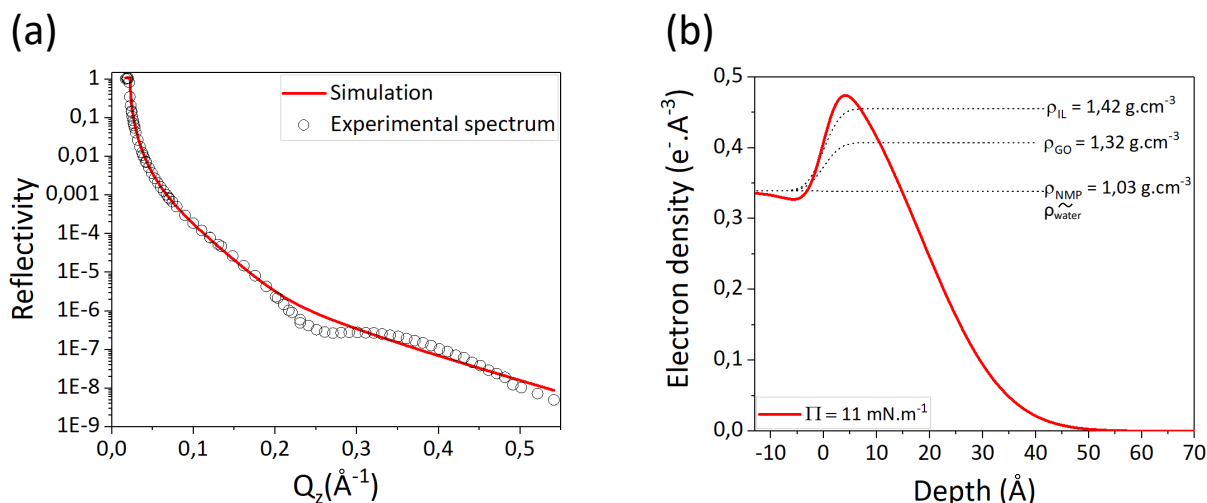 (a)
1
0,1
0,01
0,001
1E-4
1E-5
1E-6
1E-7
1E-8
1E-9
Reflectivity
Simulation
Experimental spectrum
0,0
0,1
0,2
0,3
0,4
0,5
Qz(Å-1)
(b)
0,5
0,4
0,3
0,2
0,1
0,0
Electron density (e-.A-3)
ρIL = 1,42 g.cm-3
ρGO = 1,32 g.cm-3
ρNMP = 1,03 g.cm-3
~
ρwater
Π = 11 mN.m-1
-10
0
10
20
30
40
50
60
70
Depth (Å)